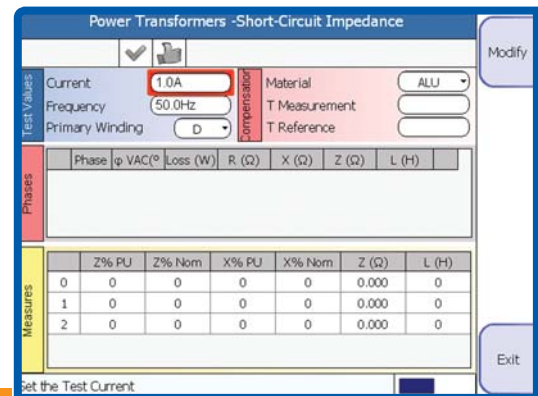 Power Transformers -Short-Circuit Impedance
Modify
Test Values
Current 1.0A
Frequency 50.0Hz
Primary Winding D
Compensation
Material ALU
T Measurement
T Reference
Phases
Phase φ VAC(° Loss (W) R (Ω) X (Ω) Z (Ω) L (H)
Measures
Z% PU Z% Nom X% PU X% Nom Z (Ω) L (H)
0 0 0 0 0 0.000 0
1 0 0 0 0 0.000 0
2 0 0 0 0 0.000 0
Exit
Set the Test Current